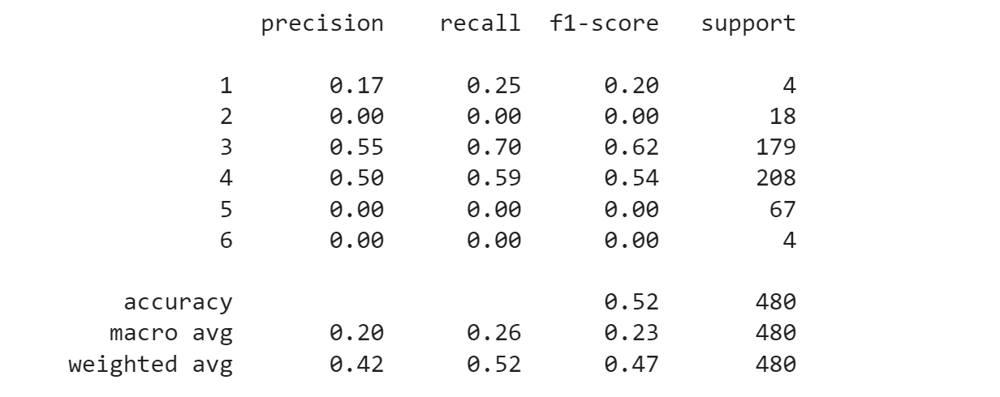 precision recall f1-score support
1 0.17 0.25 0.20 4
2 0.00 0.00 0.00 18
3 0.55 0.70 0.62 179
4 0.50 0.59 0.54 208
5 0.00 0.00 0.00 67
6 0.00 0.00 0.00 4
accuracy 0.52 480
macro avg 0.20 0.26 0.23 480
weighted avg 0.42 0.52 0.47 480